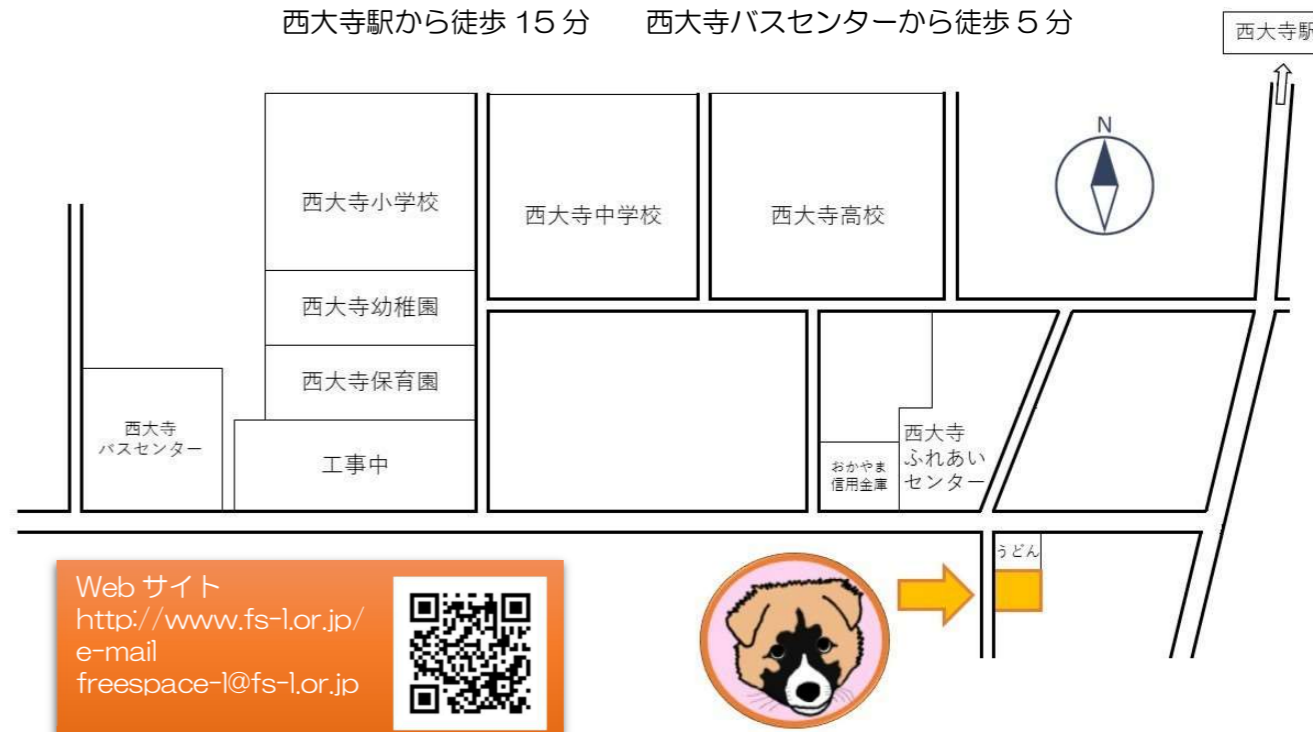 西大寺駅から徒歩 15 分　　西大寺バスセンターから徒歩 5 分
西大寺駅
N
西大寺小学校
西大寺中学校
西大寺高校
西大寺幼稚園
西大寺保育園
西大寺
バスセンター
工事中
おかやま
信用金庫
西大寺
ふれあい
センター
うどん
Web サイト
http://www.fs-1.or.jp/
e-mail
freespace-1@fs-1.or.jp